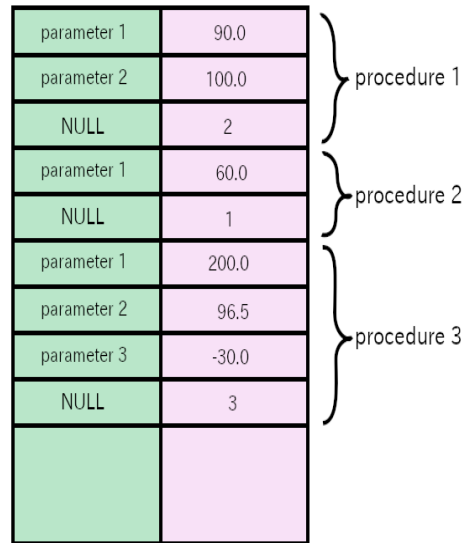 parameter 1 90.0
parameter 2 100.0
NULL 2
procedure 1
parameter 1 60.0
NULL 1
procedure 2
parameter 1 200.0
parameter 2 96.5
parameter 3 -30.0
NULL 3
procedure 3